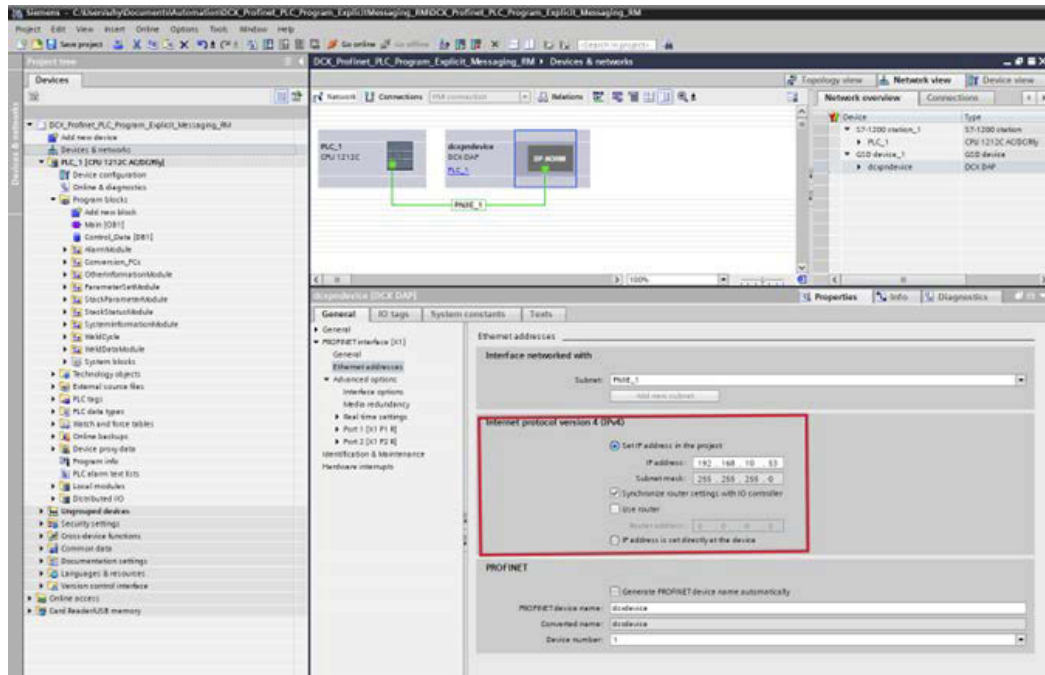 Siemens - C:\Users\shy\Documents\Automation\DCX_Profinet_PLC_Program_ExplicitMessaging_RM\DCX_Profinet_PLC_Program_Explicit_Messaging_RM
Project Edit View Insert Online Options Tools Window Help
Save project Go online Go offline <Search in project>
Project tree
DCX_Profinet_PLC_Program_Explicit_Messaging_RM > Devices & networks
Devices
Topology view Network view Device view
Network Connections HMI connection Relations
Network overview Connections
Devices & networks
DCX_Profinet_PLC_Program_Explicit_Messaging_RM
Add new device
Devices & networks
PLC_1 [CPU 1212C AC/DC/Rly]
Device configuration
Online & diagnostics
Program blocks
Add new block
Main [OB1]
Control_Data [DB1]
AlarmModule
Conversion_FCs
OtherInformationModule
ParameterSetModule
StackParameterModule
StackStatusModule
SystemInformationModule
WeldCycle
WeldDataModule
System blocks
Technology objects
External source files
PLC tags
PLC data types
Watch and force tables
Online backups
Device proxy data
Program info
PLC alarm text lists
Local modules
Distributed I/O
Ungrouped devices
Security settings
Cross-device functions
Common data
Documentation settings
Languages & resources
Version control interface
Online access
Card Reader/USB memory
PLC_1
CPU 1212C
dcxpndevice
DCX DAP
PLC_1
DP-NORM
PN/IE_1
Device Type
S7-1200 station_1 S7-1200 station
PLC_1 CPU 1212C AC/DC/Rly
GSD device_1 GSD device
dcxpndevice DCX DAP
100%
dcxpndevice [DCX DAP]
Properties Info Diagnostics
General IO tags System constants Texts
General
PROFINET interface [X1]
General
Ethernet addresses
Advanced options
Interface options
Media redundancy
Real time settings
Port 1 [X1 P1 R]
Port 2 [X1 P2 R]
Identification & Maintenance
Hardware interrupts
Ethernet addresses
Interface networked with
Subnet: PN/IE_1
Add new subnet
Internet protocol version 4 (IPv4)
Set IP address in the project
IP address: 192 . 168 . 10 . 53
Subnet mask: 255 . 255 . 255 . 0
Synchronize router settings with IO controller
Use router
Router address: 0 . 0 . 0 . 0
IP address is set directly at the device
PROFINET
Generate PROFINET device name automatically
PROFINET device name: dcxdevice
Converted name: dcxdevice
Device number: 1